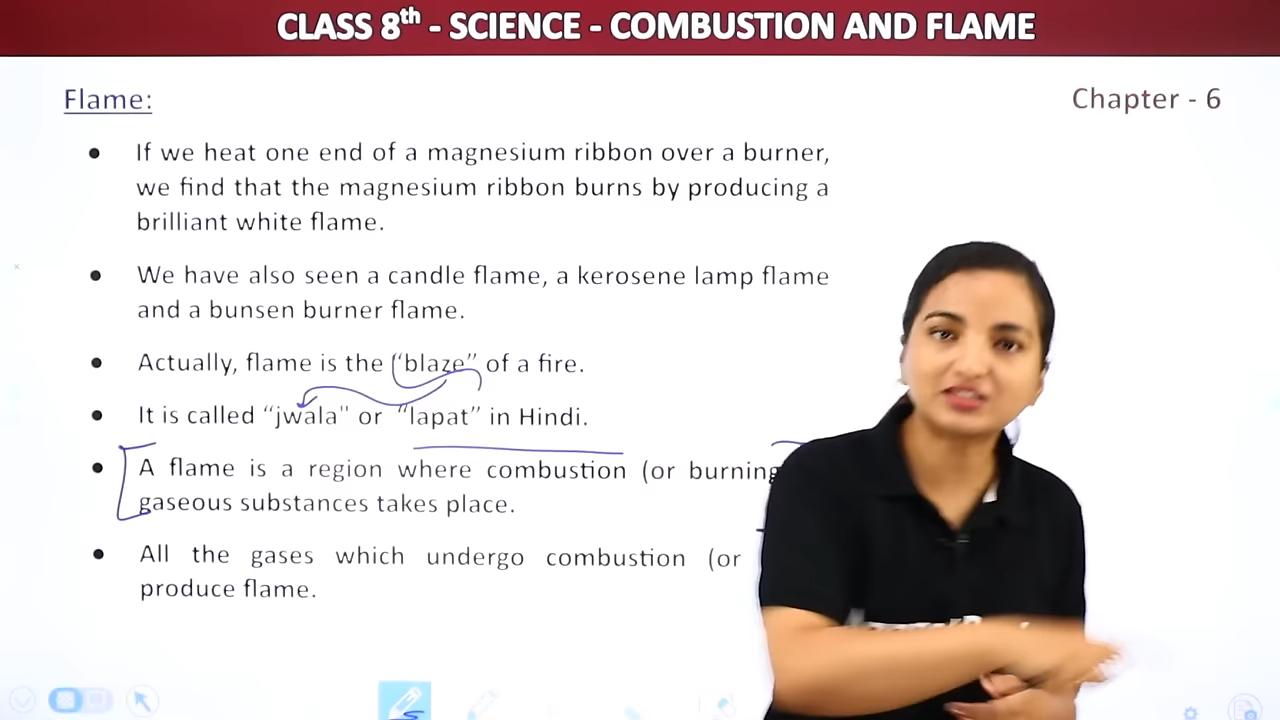 CLASS 8th - SCIENCE - COMBUSTION AND FLAME
Flame:
Chapter - 6
If we heat one end of a magnesium ribbon over a burner,
we find that the magnesium ribbon burns by producing a
brilliant white flame.
We have also seen a candle flame, a kerosene lamp flame
and a bunsen burner flame.
Actually, flame is the “blaze” of a fire.
It is called “jwala" or “lapat” in Hindi.
A flame is a region where combustion (or burning
gaseous substances takes place.
All the gases which undergo combustion (or
produce flame.